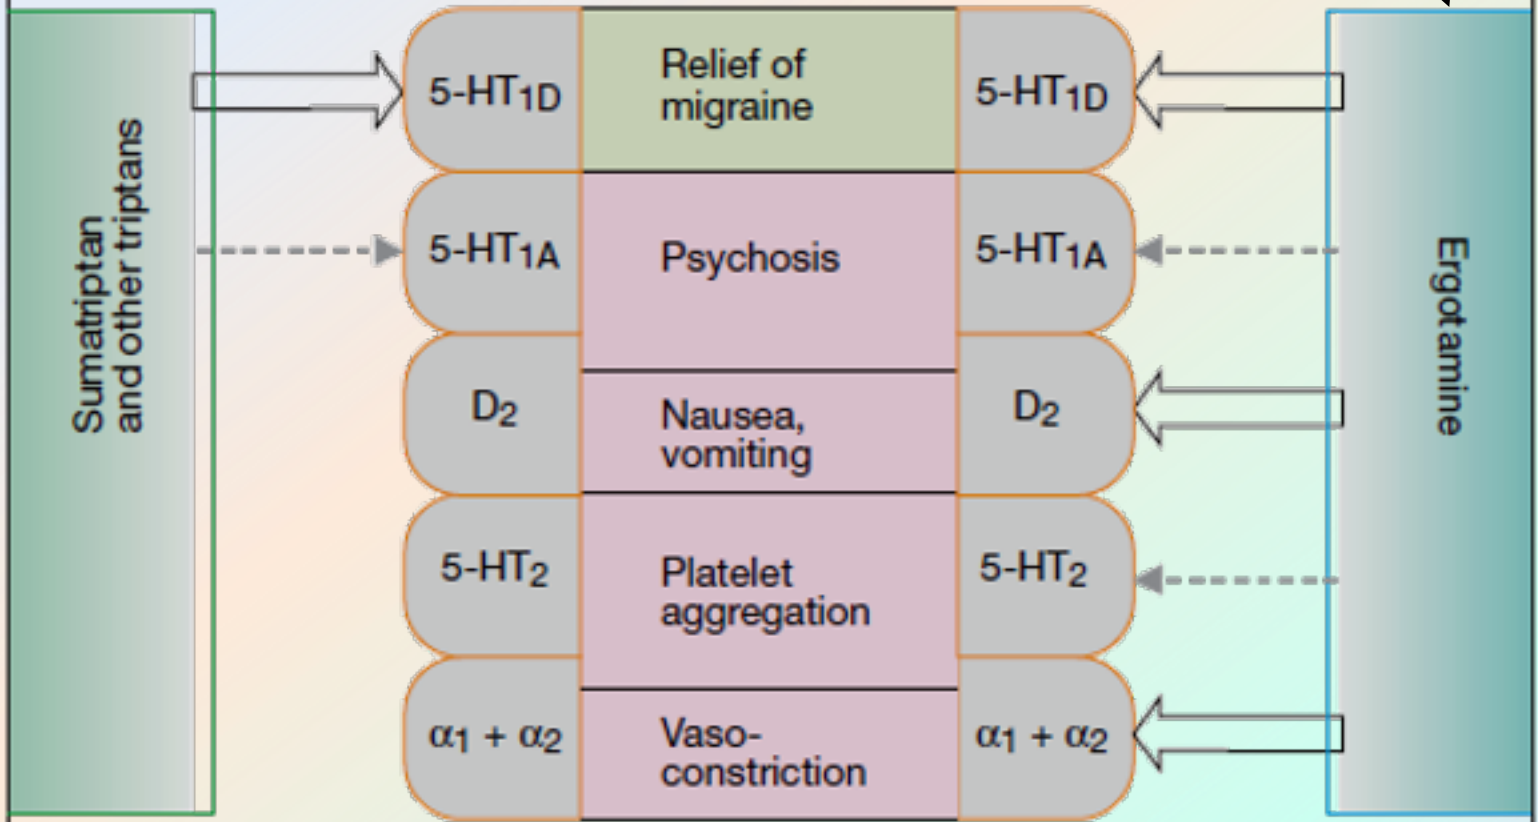 Sumatriptan
and other triptans
5-HT1D
Relief of
migraine
5-HT1D
5-HT1A
Psychosis
5-HT1A
D2
Nausea,
vomiting
D2
5-HT2
Platelet
aggregation
5-HT2
α1 + α2
Vaso-
constriction
α1 + α2
Ergotamine